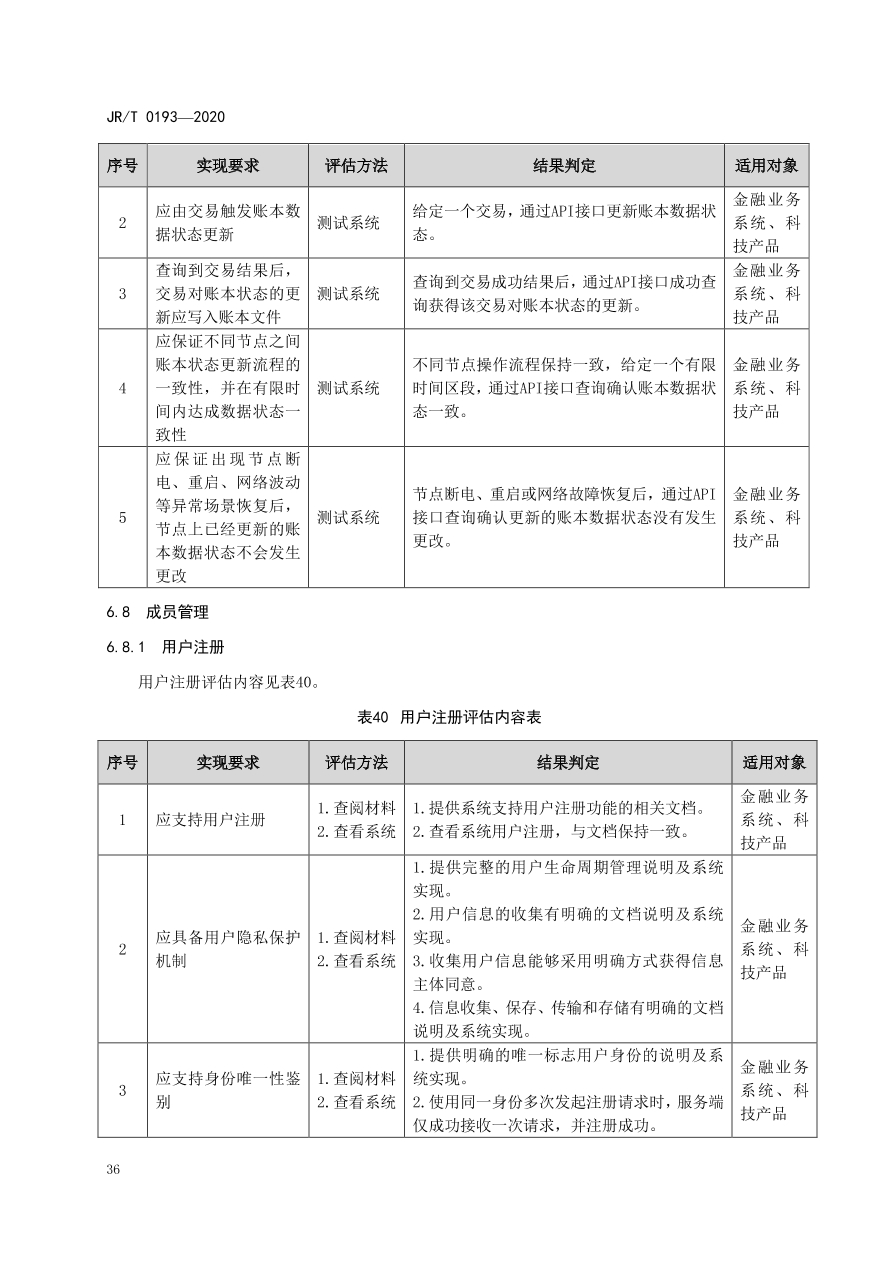 JR/T 0193—2020
序号 实现要求 评估方法 结果判定 适用对象
2
应由交易触发账本数
据状态更新
测试系统
给定一个交易，通过API接口更新账本数据状
态。
金融业务
系统、科
技产品
3
查询到交易结果后，
交易对账本状态的更
新应写入账本文件
测试系统
查询到交易成功结果后，通过API接口成功查
询获得该交易对账本状态的更新。
金融业务
系统、科
技产品
4
应保证不同节点之间
账本状态更新流程的
一致性，并在有限时
间内达成数据状态一
致性
测试系统
不同节点操作流程保持一致，给定一个有限
时间区段，通过API接口查询确认账本数据状
态一致。
金融业务
系统、科
技产品
5
应保证出现节点断
电、重启、网络波动
等异常场景恢复后，
节点上已经更新的账
本数据状态不会发生
更改
测试系统
节点断电、重启或网络故障恢复后，通过API
接口查询确认更新的账本数据状态没有发生
更改。
金融业务
系统、科
技产品
6.8 成员管理
6.8.1 用户注册
用户注册评估内容见表40。
表40 用户注册评估内容表
序号 实现要求 评估方法 结果判定 适用对象
1
应支持用户注册
1.查阅材料
2.查看系统
1.提供系统支持用户注册功能的相关文档。
2.查看系统用户注册，与文档保持一致。
金融业务
系统、科
技产品
2
应具备用户隐私保护
机制
1.查阅材料
2.查看系统
1.提供完整的用户生命周期管理说明及系统
实现。
2.用户信息的收集有明确的文档说明及系统
实现。
3.收集用户信息能够采用明确方式获得信息
主体同意。
4.信息收集、保存、传输和存储有明确的文档
说明及系统实现。
金融业务
系统、科
技产品
3
应支持身份唯一性鉴
别
1.查阅材料
2.查看系统
1.提供明确的唯一标志用户身份的说明及系
统实现。
2.使用同一身份多次发起注册请求时，服务端
仅成功接收一次请求，并注册成功。
金融业务
系统、科
技产品
36